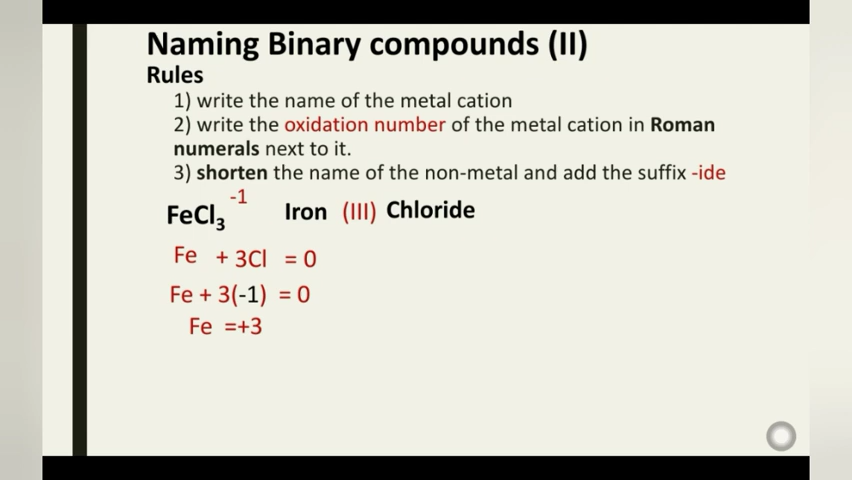 Naming Binary compounds (II)
Rules
1) write the name of the metal cation
2) write the oxidation number of the metal cation in Roman
numerals next to it.
3) shorten the name of the non-metal and add the suffix -ide
FeCl₃ -1 Iron (III) Chloride
Fe + 3Cl = 0
Fe + 3(-1) = 0
Fe =+3